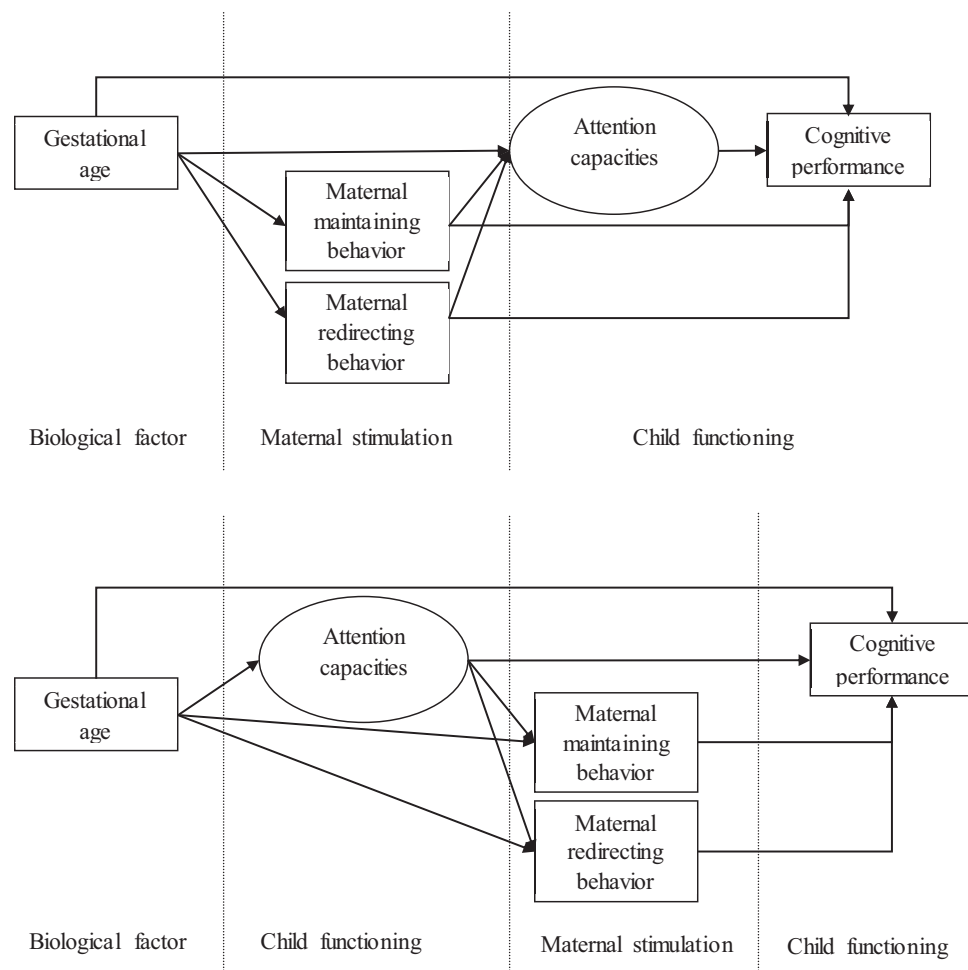 Gestational
age
Attention
capacities
Cognitive
performance
Maternal
maintaining
behavior
Maternal
redirecting
behavior
Biological factor
Maternal stimulation
Child functioning
Attention
capacities
Cognitive
performance
Gestational
age
Maternal
maintaining
behavior
Maternal
redirecting
behavior
Biological factor
Child functioning
Maternal stimulation
Child functioning